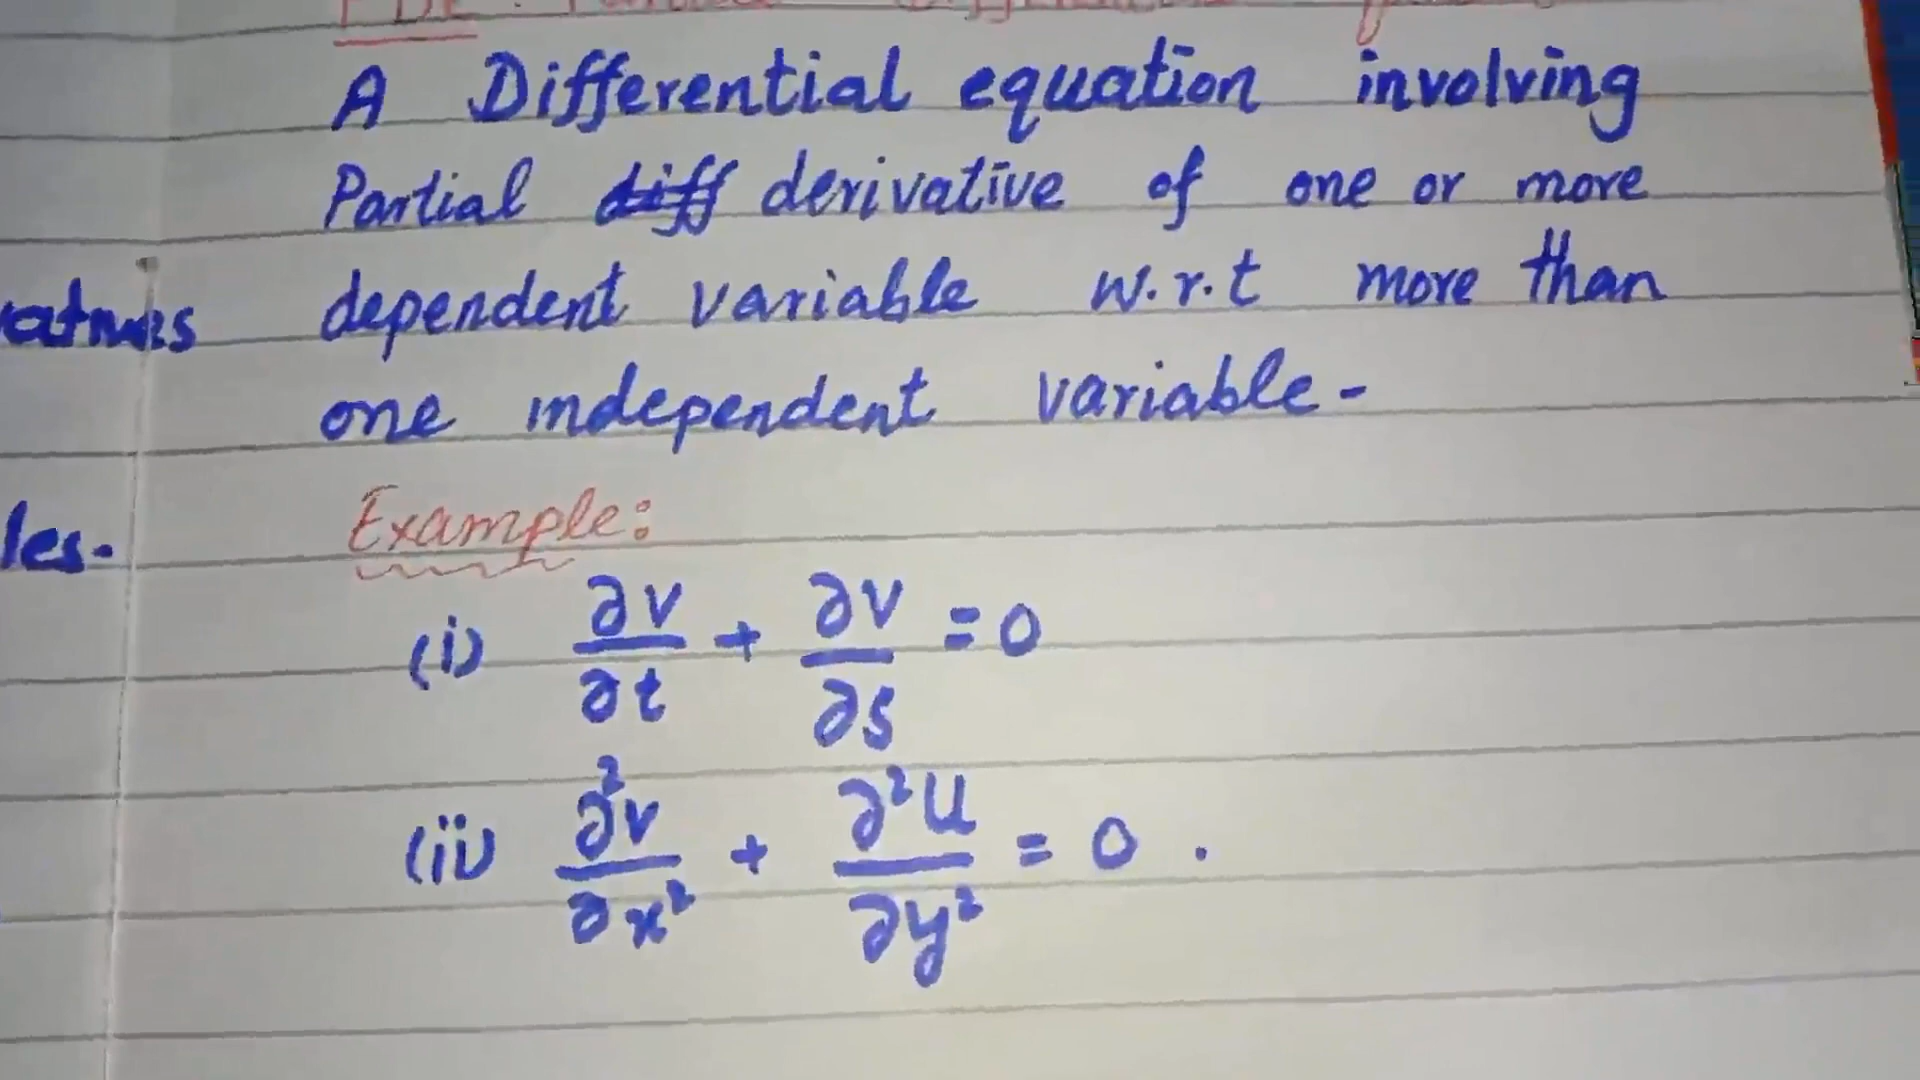 A Differential equation involving
Partial diff derivative of one or more
dependent variable w.r.t more than
one independent variable-
les.
Example:
(i) ∂v/∂t + ∂v/∂s = 0
(ii) ∂²v/∂x² + ∂²u/∂y² = 0 .